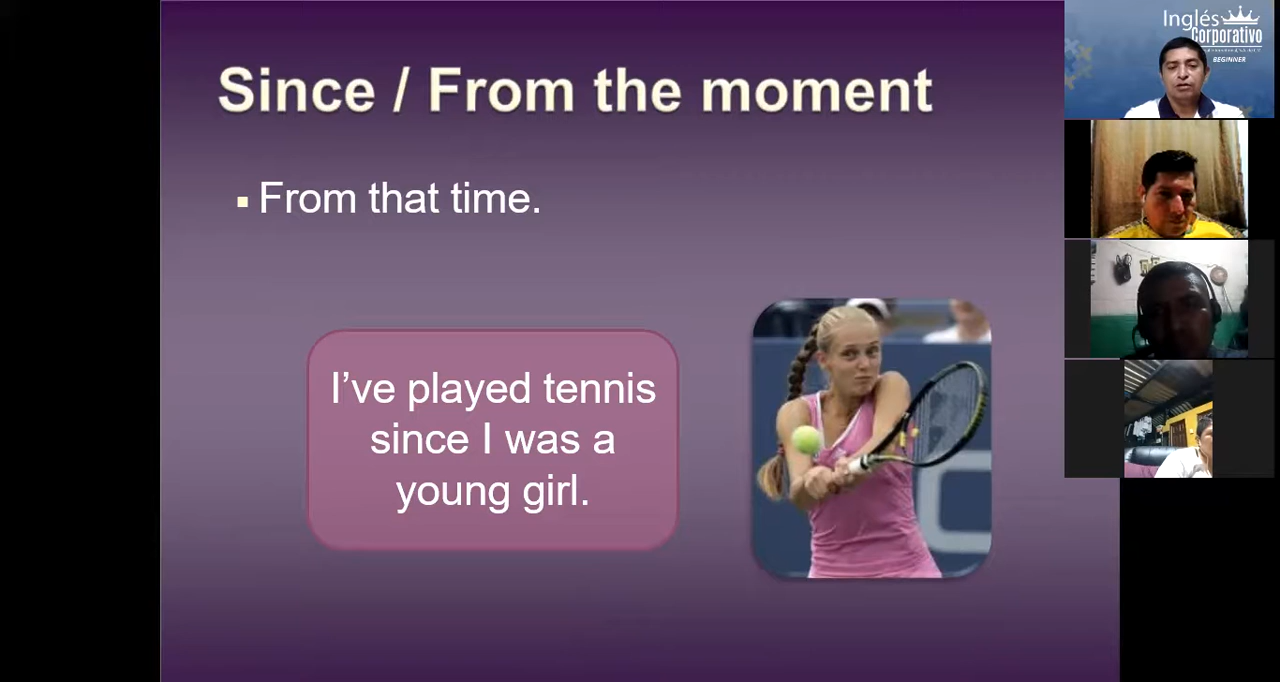 Since / From the moment
From that time.
I’ve played tennis
since I was a
young girl.
Inglés
Corporativo
BEGINNER